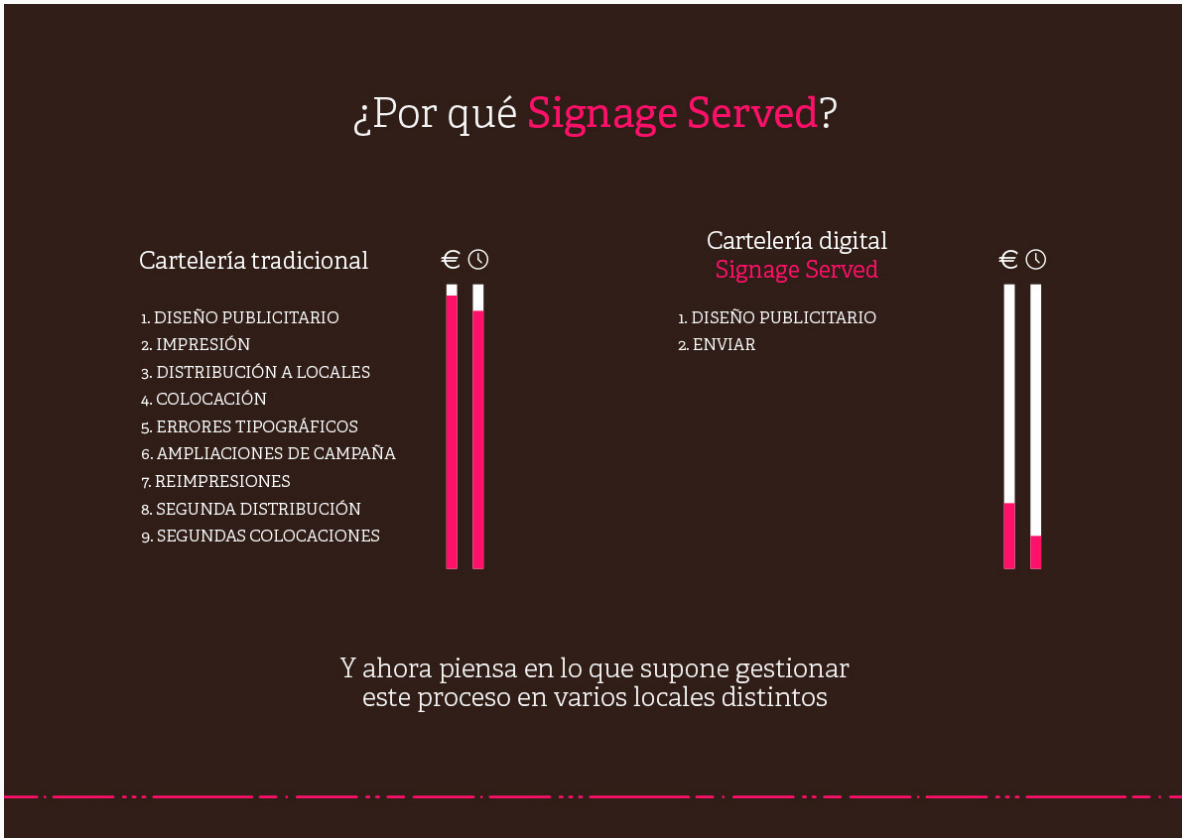 ¿Por qué Signage Served?
Cartelería tradicional
€
1. DISEÑO PUBLICITARIO
2. IMPRESIÓN
3. DISTRIBUCIÓN A LOCALES
4. COLOCACIÓN
5. ERRORES TIPOGRÁFICOS
6. AMPLIACIONES DE CAMPAÑA
7. REIMPRESIONES
8. SEGUNDA DISTRIBUCIÓN
9. SEGUNDAS COLOCACIONES
Cartelería digital
Signage Served
€
1. DISEÑO PUBLICITARIO
2. ENVIAR
Y ahora piensa en lo que supone gestionar
este proceso en varios locales distintos